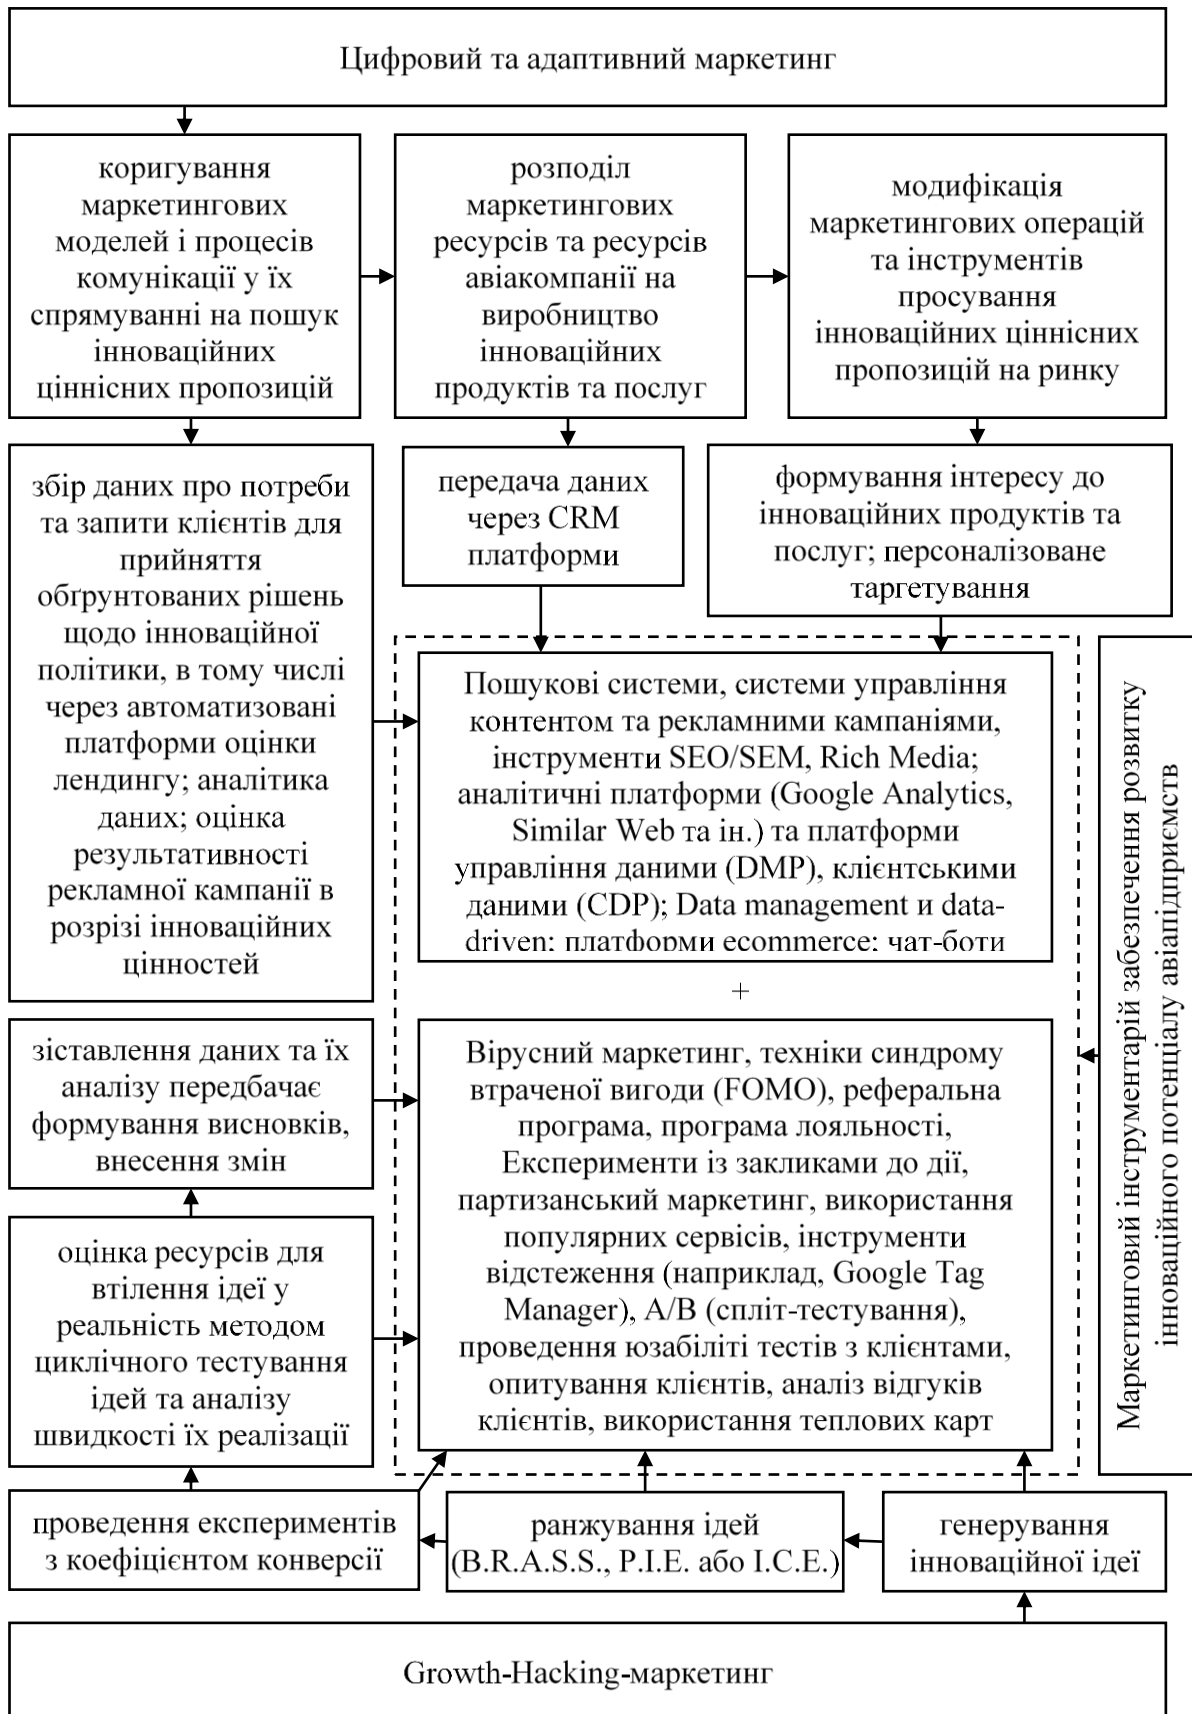 Цифровий та адаптивний маркетинг
коригування
маркетингових
моделей і процесів
комунікації у їх
спрямуванні на пошук
інноваційних
ціннісних пропозицій
розподіл
маркетингових
ресурсів та ресурсів
авіакомпанії на
виробництво
інноваційних
продуктів та послуг
модифікація
маркетингових операцій
та інструментів
просування
інноваційних ціннісних
пропозицій на ринку
збір даних про потреби
та запити клієнтів для
прийняття
обґрунтованих рішень
щодо інноваційної
політики, в тому числі
через автоматизовані
платформи оцінки
лендингу; аналітика
даних; оцінка
результативності
рекламної кампанії в
розрізі інноваційних
цінностей
передача даних
через CRM
платформи
формування інтересу до
інноваційних продуктів та
послуг; персоналізоване
таргетування
Пошукові системи, системи управління
контентом та рекламними кампаніями,
інструменти SEO/SEM, Rich Media;
аналітичні платформи (Google Analytics,
Similar Web та ін.) та платформи
управління даними (DMP), клієнтськими
даними (CDP); Data management и data-
driven; платформи ecommerce; чат-боти
+
Вірусний маркетинг, техніки синдрому
втраченої вигоди (FOMO), реферальна
програма, програма лояльності,
Експерименти із закликами до дії,
партизанський маркетинг, використання
популярних сервісів, інструменти
відстеження (наприклад, Google Tag
Manager), A/B (спліт-тестування),
проведення юзабіліті тестів з клієнтами,
опитування клієнтів, аналіз відгуків
клієнтів, використання теплових карт
Маркетинговий інструментарій забезпечення розвитку
інноваційного потенціалу авіапідприємств
зіставлення даних та їх
аналізу передбачає
формування висновків,
внесення змін
оцінка ресурсів для
втілення ідеї у
реальність методом
циклічного тестування
ідей та аналізу
швидкості їх реалізації
проведення експериментів
з коефіцієнтом конверсії
ранжування ідей
(B.R.A.S.S., P.I.E. або I.C.E.)
генерування
інноваційної ідеї
Growth-Hacking-маркетинг